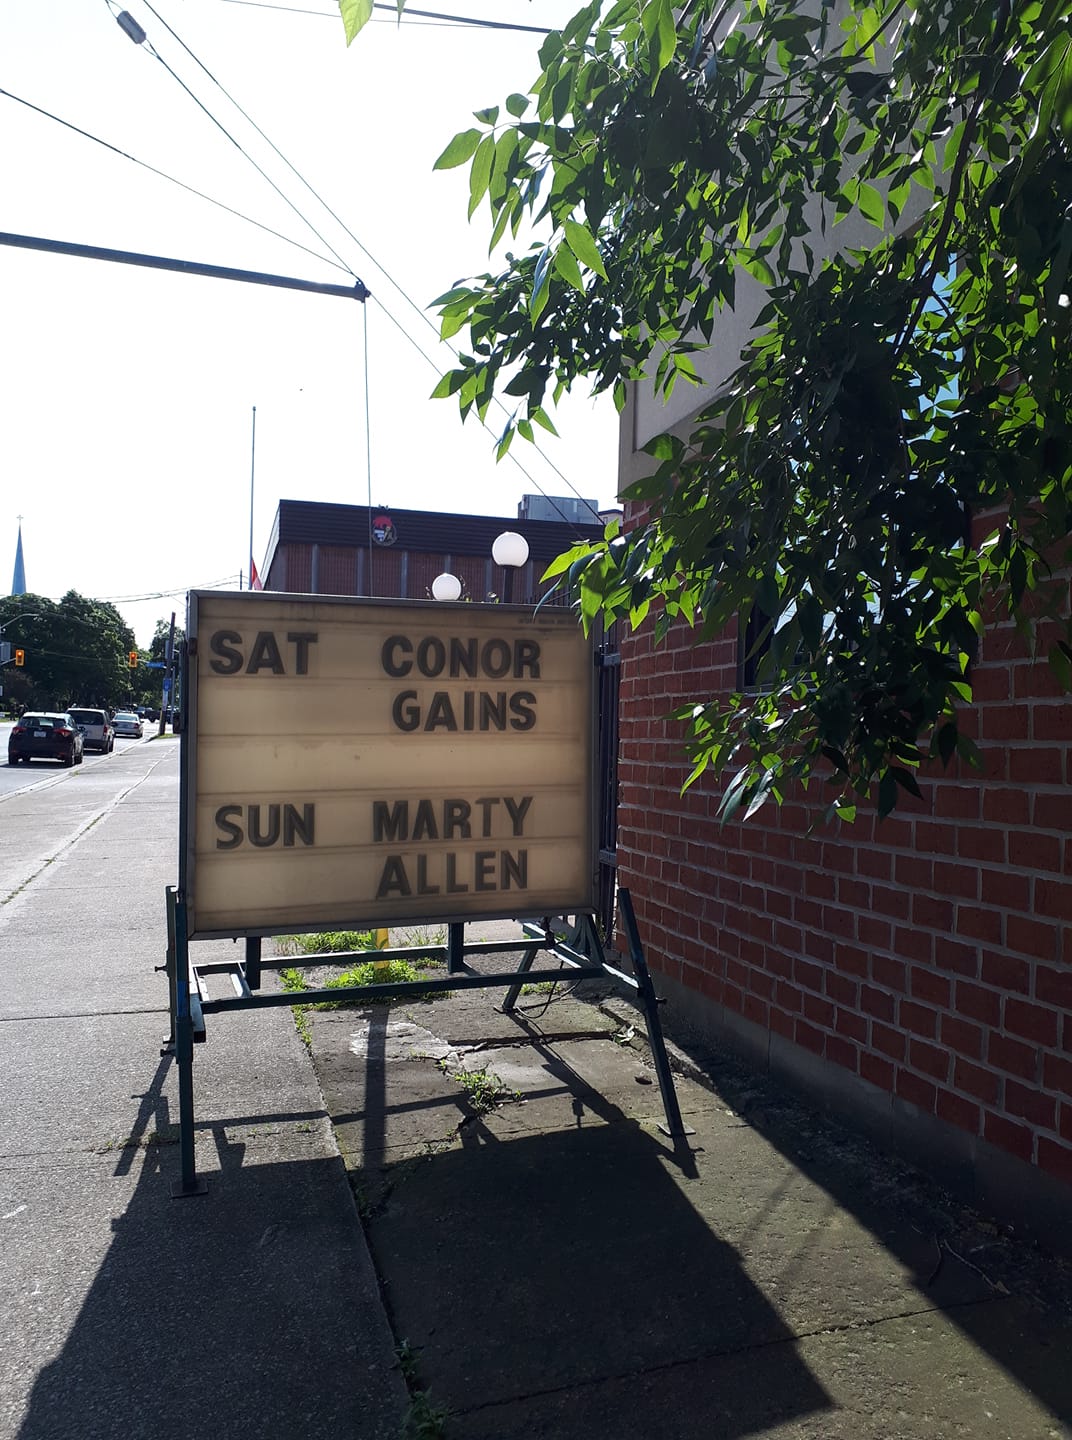 SAT CONOR
GAINS
SUN MARTY
ALLEN